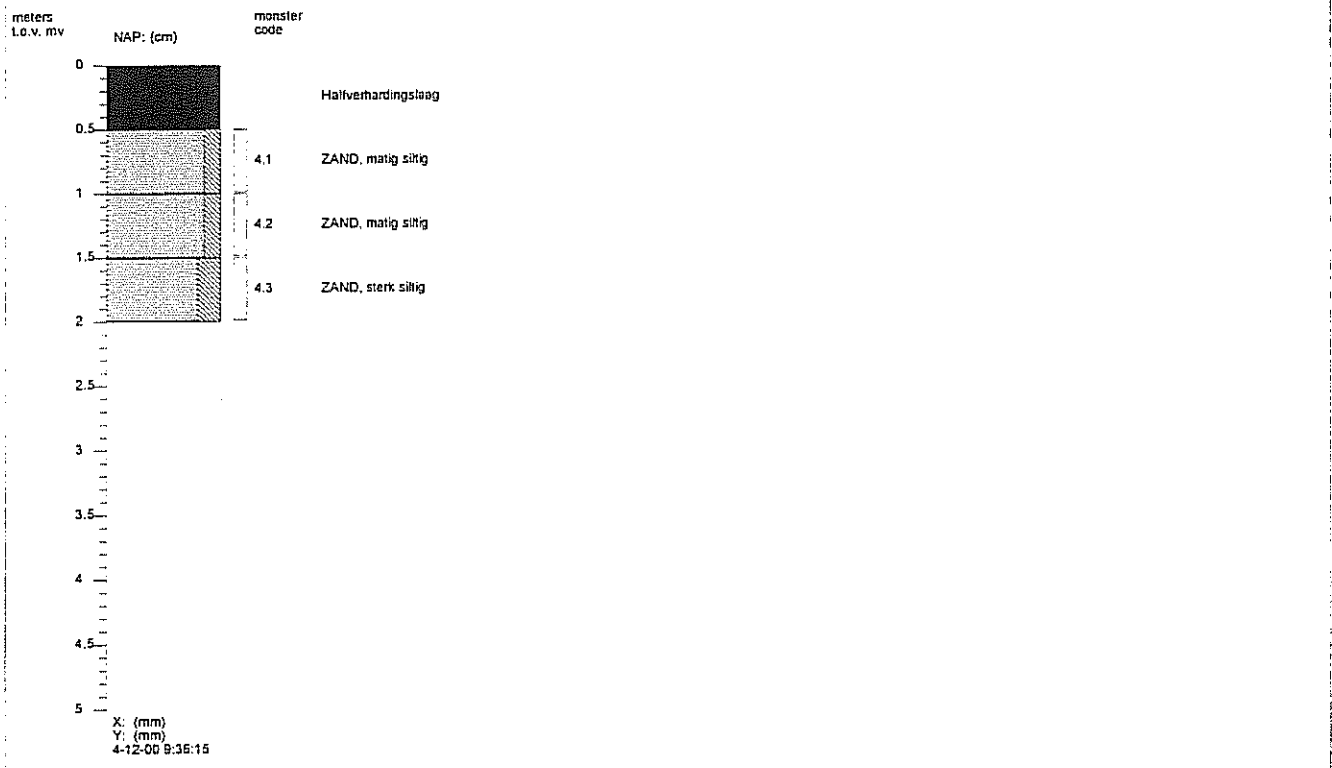 meters
t.o.v. mv
NAP: (cm)
monster
code
0
Halfverhardingslaag
0.5
4.1 ZAND, matig siltig
1
4.2 ZAND, matig siltig
1.5
4.3 ZAND, sterk siltig
2
2.5
3
3.5
4
4.5
5
X: (mm)
Y: (mm)
4-12-00 9:35:15